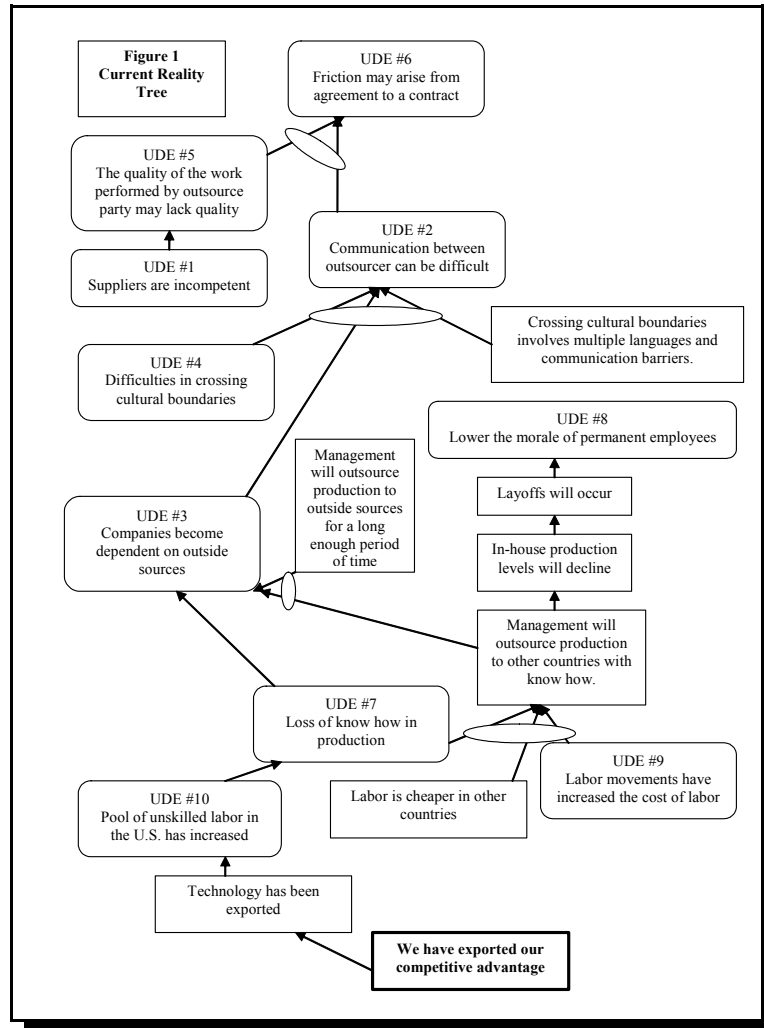 Figure 1
Current Reality
Tree
UDE #6
Friction may arise from
agreement to a contract
UDE #5
The quality of the work
performed by outsource
party may lack quality
UDE #2
Communication between
outsourcer can be difficult
UDE #1
Suppliers are incompetent
Crossing cultural boundaries
involves multiple languages and
communication barriers.
UDE #4
Difficulties in crossing
cultural boundaries
UDE #8
Lower the morale of permanent employees
Management
will outsource
production to
outside sources
for a long
enough period
of time
Layoffs will occur
UDE #3
Companies become
dependent on outside
sources
In-house production
levels will decline
Management will
outsource production
to other countries with
know how.
UDE #7
Loss of know how in
production
UDE #9
Labor movements have
increased the cost of labor
UDE #10
Pool of unskilled labor in
the U.S. has increased
Labor is cheaper in other
countries
Technology has been
exported
We have exported our
competitive advantage